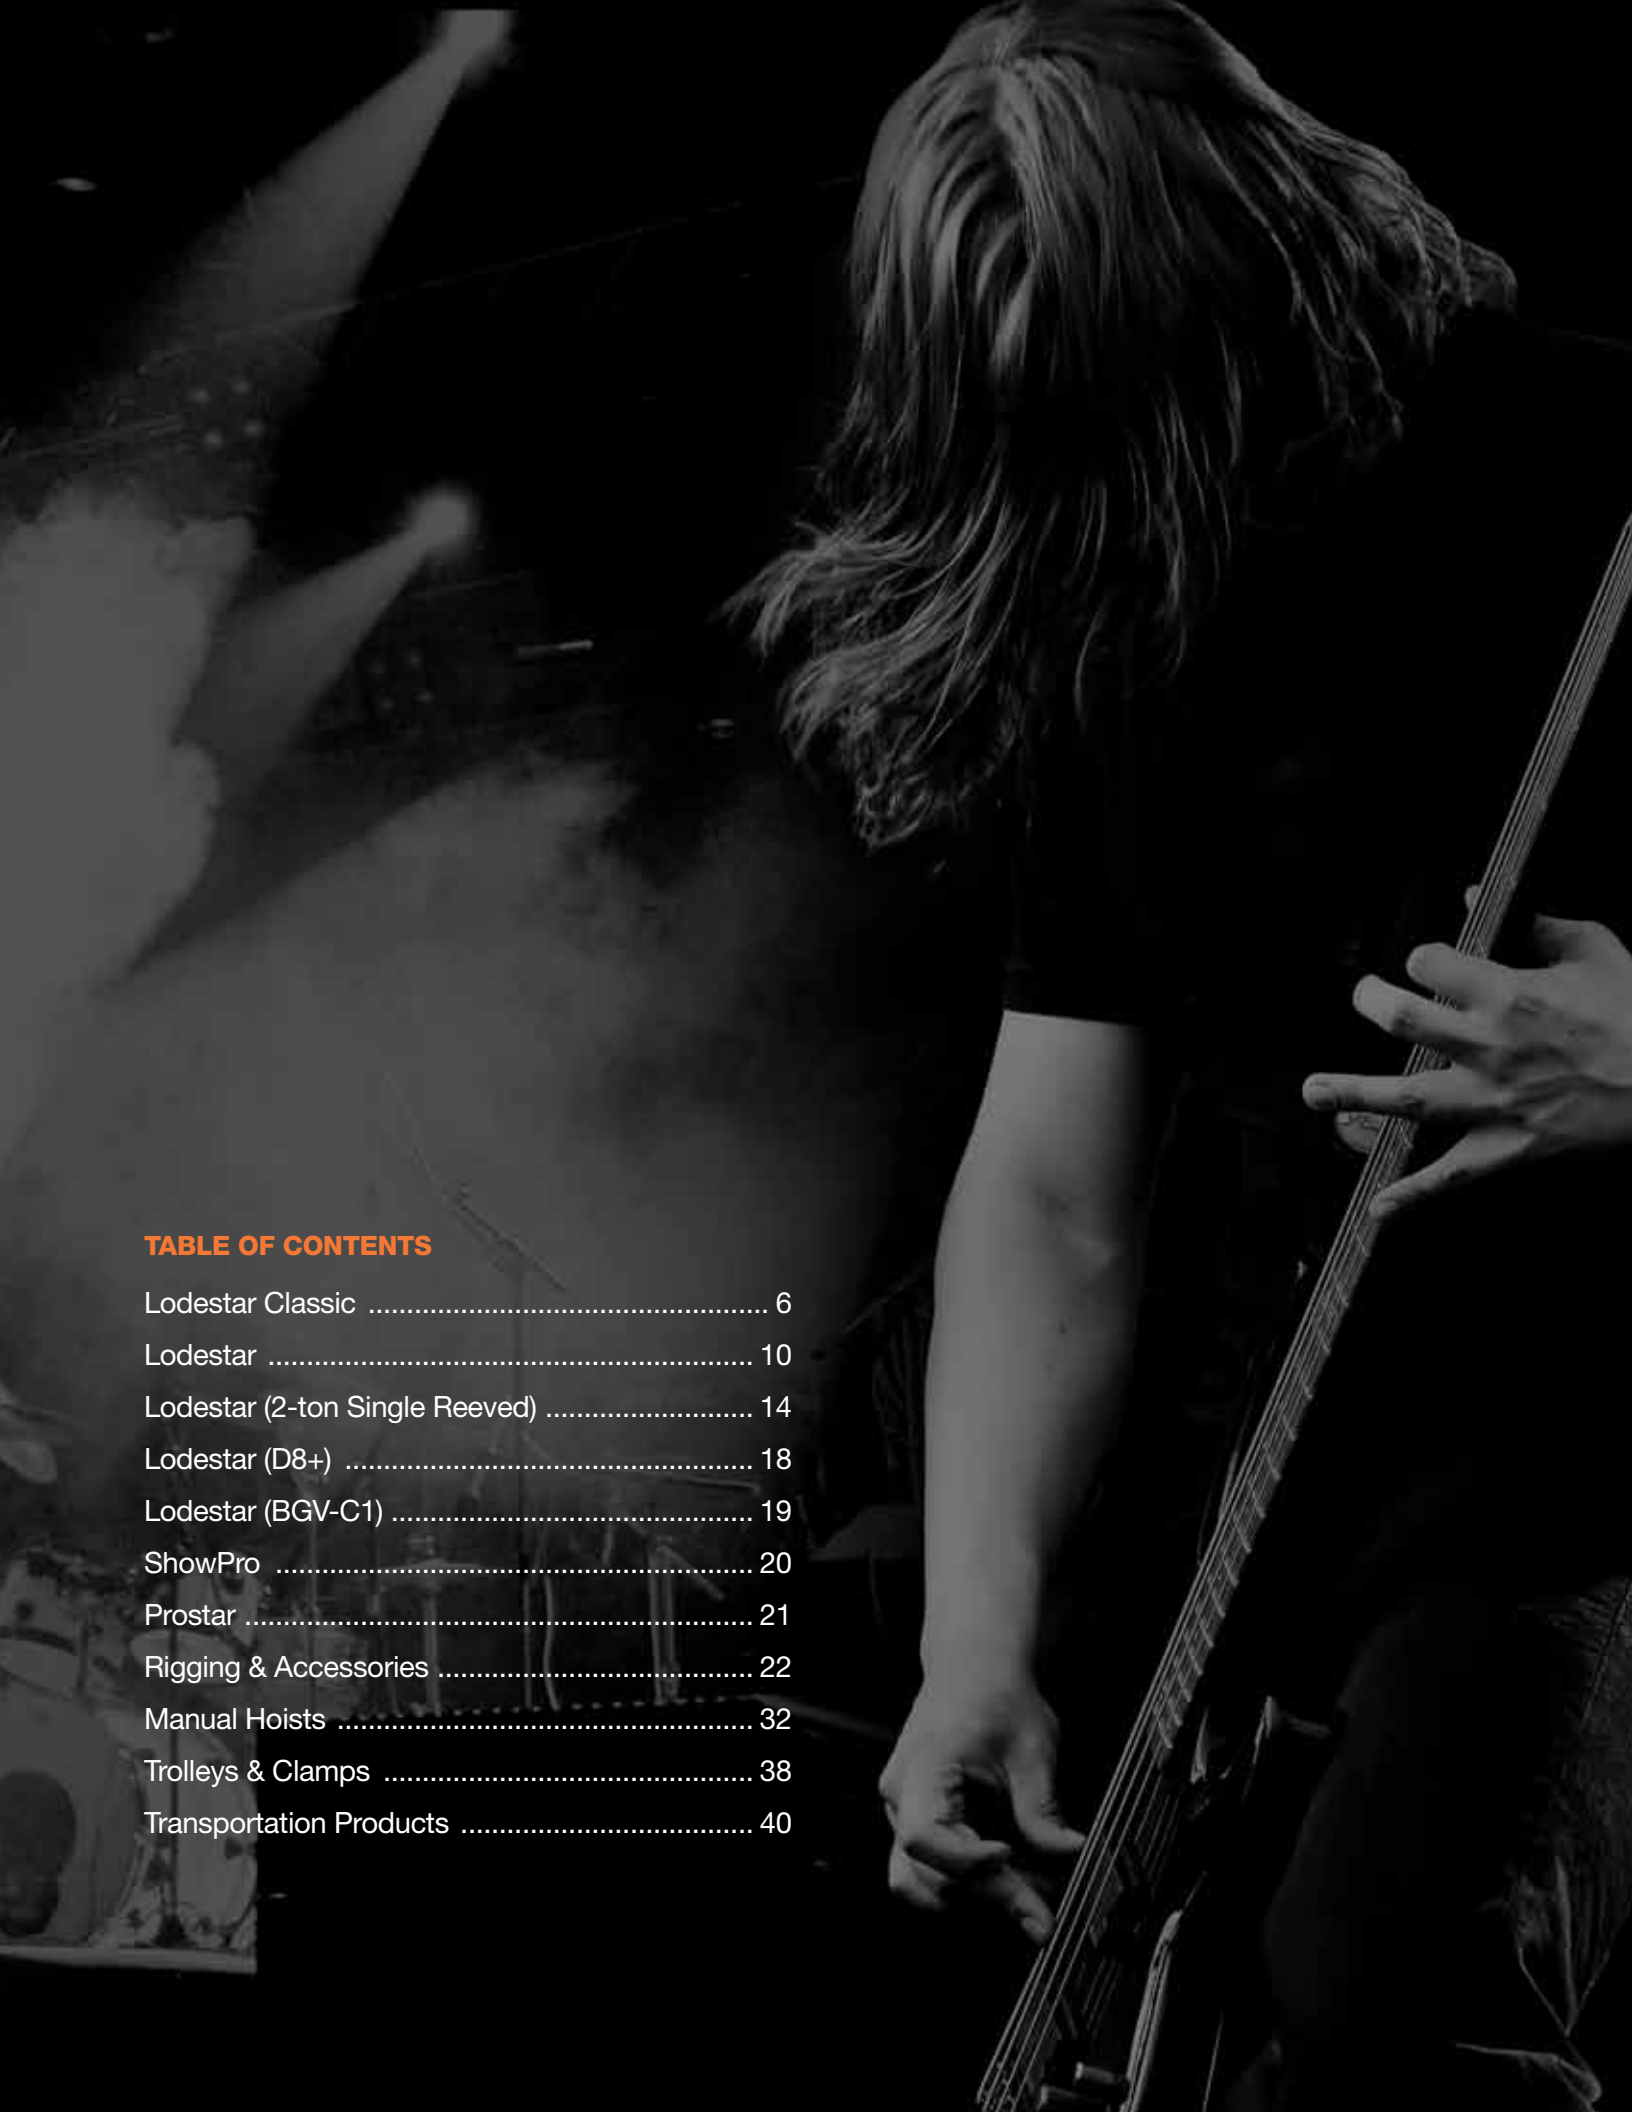 TABLE OF CONTENTS
Lodestar Classic .................................................... 6
Lodestar ............................................................... 10
Lodestar (2-ton Single Reeved) ........................... 14
Lodestar (D8+) ..................................................... 18
Lodestar (BGV-C1) ............................................... 19
ShowPro .............................................................. 20
Prostar .................................................................. 21
Rigging & Accessories ......................................... 22
Manual Hoists ...................................................... 32
Trolleys & Clamps ................................................ 38
Transportation Products ...................................... 40